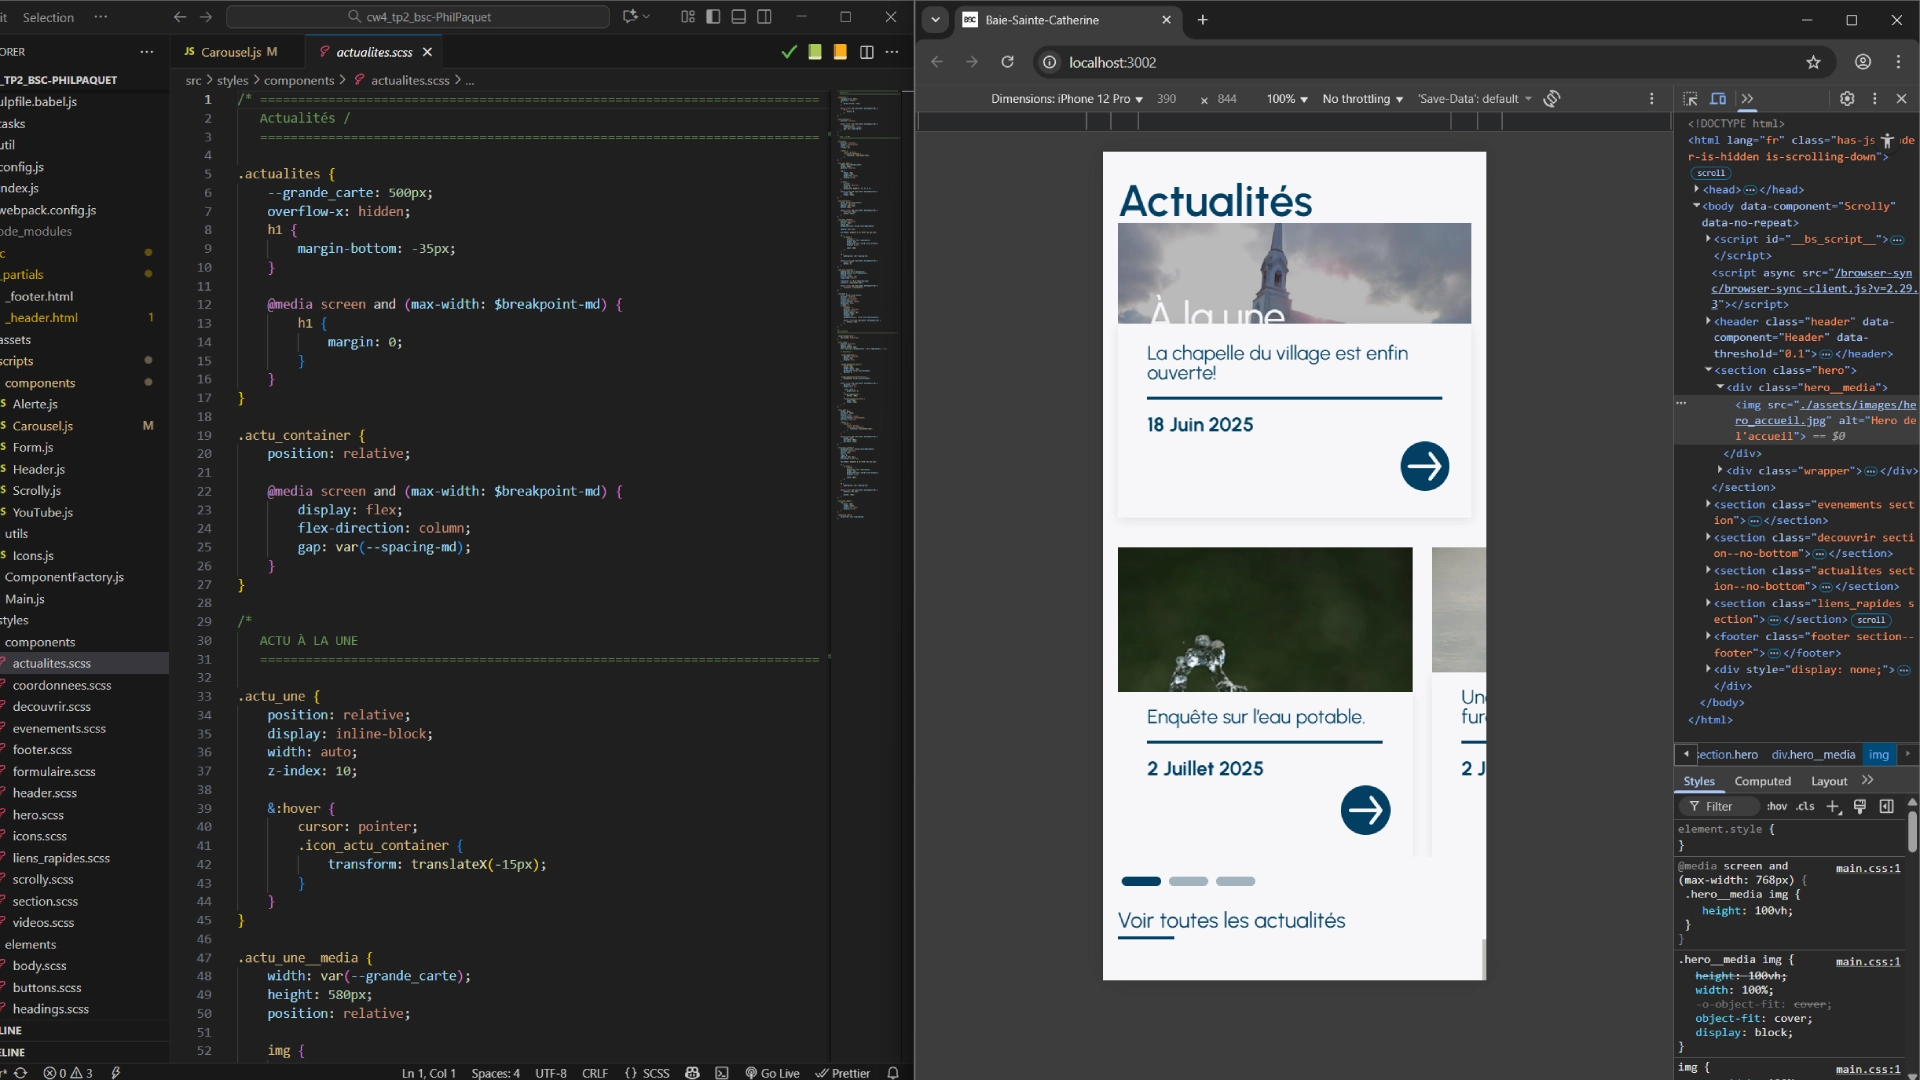 it Selection ···
cw4_tp2_bsc-PhilPaquet
ORER ···
_TP2_BSC-PHILPAQUET
ulpfile.babel.js
tasks
util
config.js
index.js
webpack.config.js
ode_modules
c
_partials
_footer.html
_header.html 1
assets
scripts
components
Alerte.js
Carousel.js M
Form.js
Header.js
Scrolly.js
YouTube.js
utils
Icons.js
ComponentFactory.js
Main.js
styles
components
actualites.scss
coordonnees.scss
decouvrir.scss
evenements.scss
footer.scss
formulaire.scss
header.scss
hero.scss
icons.scss
liens_rapides.scss
scrolly.scss
section.scss
videos.scss
elements
body.scss
buttons.scss
headings.scss
LINE
ELINE
JS Carousel.js M
actualites.scss
src > styles > components > actualites.scss > ...
1 /* ==========================================================================
2 Actualités /
3 ==========================================================================
4
5 .actualites {
6 --grande_carte: 500px;
7 overflow-x: hidden;
8 h1 {
9 margin-bottom: -35px;
10 }
11
12 @media screen and (max-width: $breakpoint-md) {
13 h1 {
14 margin: 0;
15 }
16 }
17 }
18
19 .actu_container {
20 position: relative;
21
22 @media screen and (max-width: $breakpoint-md) {
23 display: flex;
24 flex-direction: column;
25 gap: var(--spacing-md);
26 }
27 }
28
29 /*
30 ACTU À LA UNE
31 ==========================================================================
32
33 .actu_une {
34 position: relative;
35 display: inline-block;
36 width: auto;
37 z-index: 10;
38
39 &:hover {
40 cursor: pointer;
41 .icon_actu_container {
42 transform: translateX(-15px);
43 }
44 }
45 }
46
47 .actu_une__media {
48 width: var(--grande_carte);
49 height: 580px;
50 position: relative;
51
52 img {
0 3
Ln 1, Col 1 Spaces: 4 UTF-8 CRLF {} SCSS Go Live Prettier
BSC Baie-Sainte-Catherine
localhost:3002
Dimensions: iPhone 12 Pro 390 x 844 100% No throttling 'Save-Data': default
Actualités
À la une
La chapelle du village est enfin
ouverte!
18 Juin 2025
Enquête sur l'eau potable.
2 Juillet 2025
Un
fur
2 J
Voir toutes les actualités
<!DOCTYPE html>
<html lang="fr" class="has-js de
r-is-hidden is-scrolling-down">
scroll
<head> </head>
<body data-component="Scrolly"
data-no-repeat>
<script id="__bs_script__">
</script>
<script async src="/browser-syn
c/browser-sync-client.js?v=2.29.
3"></script>
<header class="header" data-
component="Header" data-
threshold="0.1"> </header>
<section class="hero">
<div class="hero__media">
<img src="./assets/images/he
ro_accueil.jpg" alt="Hero de
l'accueil"> == $0
</div>
<div class="wrapper"> </div>
</section>
<section class="evenements sect
ion"> </section>
<section class="decouvrir secti
on--no-bottom"> </section>
<section class="actualites sect
ion--no-bottom"> </section>
<section class="liens_rapides s
ection"> </section> scroll
<footer class="footer section--
footer"> </footer>
<div style="display: none;">
</div>
</body>
</html>
section.hero div.hero__media img
Styles Computed Layout
Filter :hov .cls
element.style {
}
@media screen and
(max-width: 768px) { main.css:1
.hero__media img {
height: 100vh;
}
}
.hero__media img { main.css:1
height: 100vh;
width: 100%;
-o-object-fit: cover;
object-fit: cover;
display: block;
}
img { main.css:1